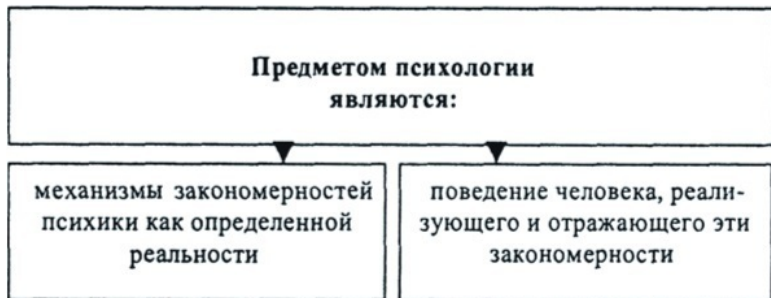 Предметом психологии
являются:
механизмы закономерностей
психики как определенной
реальности
поведение человека, реали-
зующего и отражающего эти
закономерности